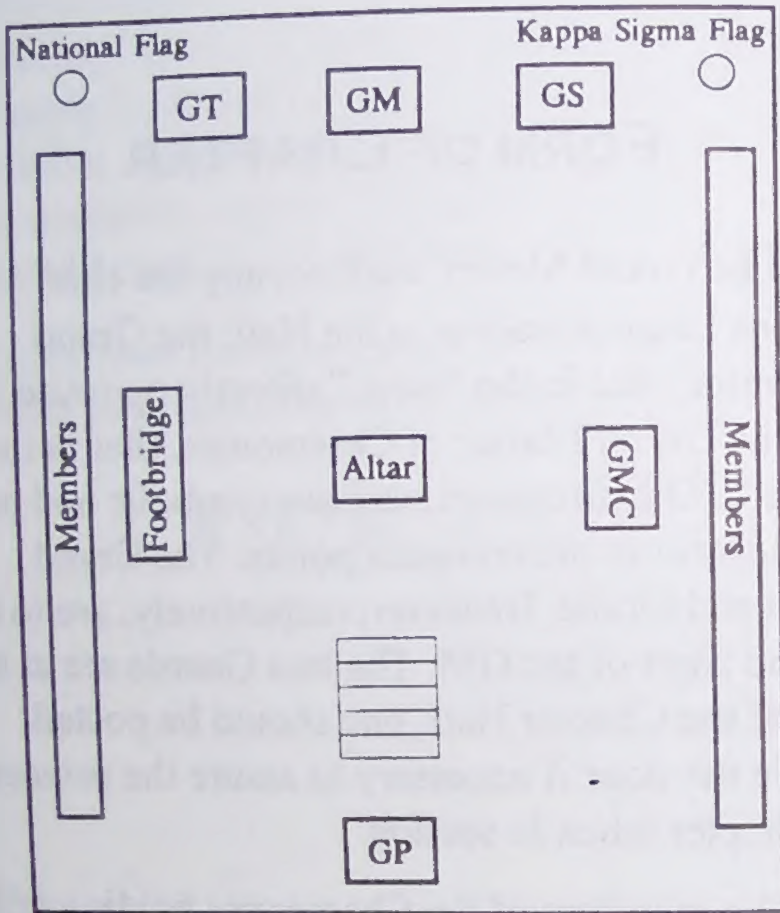 National Flag
Kappa Sigma Flag
GT
GM
GS
Members
Footbridge
Altar
GMC
Members
GP